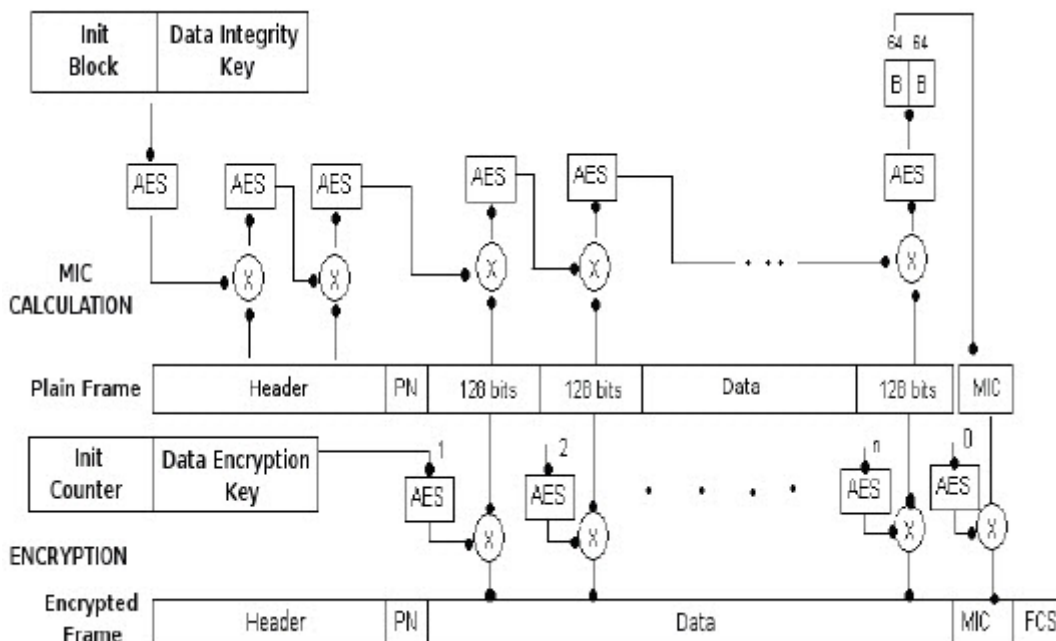 Init Block
Data Integrity Key
64 64
B B
AES
AES
AES
AES
AES
AES
X
X
X
X
X
MIC CALCULATION
Plain Frame
Header
PN
128 bits
128 bits
Data
128 bits
MIC
Init Counter
Data Encryption Key
1
2
n
0
AES
AES
AES
AES
X
X
X
X
ENCRYPTION
Encrypted Frame
Header
PN
Data
MIC
FCS